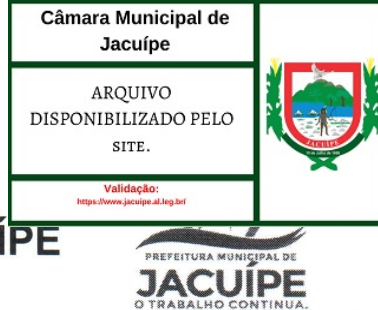 Câmara Municipal de
Jacuípe
ARQUIVO
DISPONIBILIZADO PELO
SITE.
Validação:
https://www.jacuipe.al.leg.br/
JACUÍPE
ÍPE
PREFEITURA MUNICIPAL DE
JACUÍPE
O TRABALHO CONTINUA.